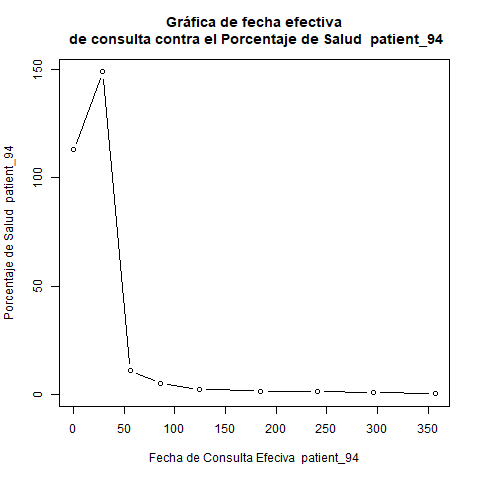 Gráfica de fecha efectiva
de consulta contra el Porcentaje de Salud patient_94
Porcentaje de Salud patient_94
150
100
50
0
0 50 100 150 200 250 300 350
Fecha de Consulta Efeciva patient_94